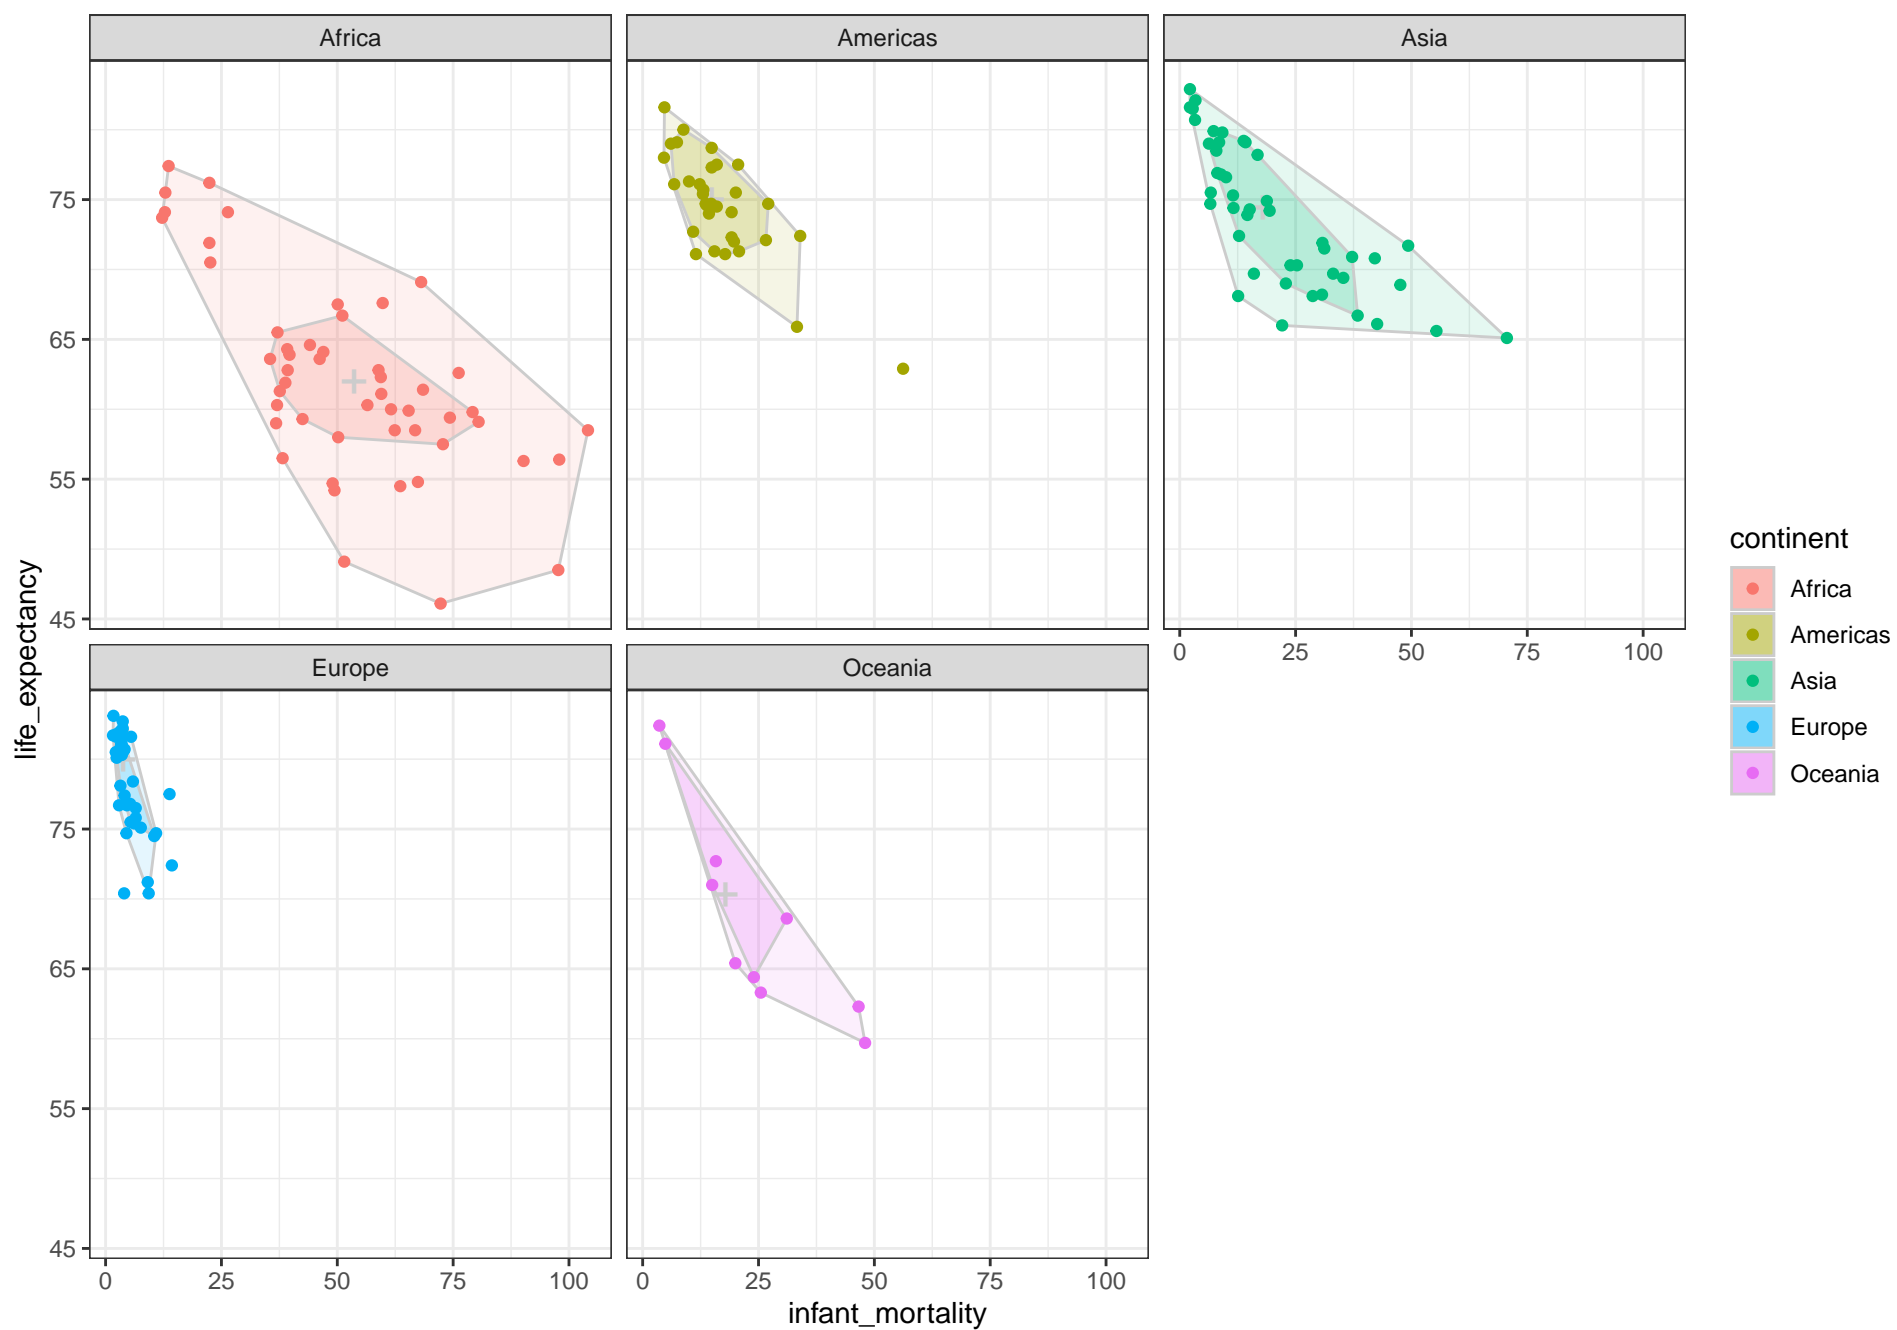 Africa
Americas
Asia
75
65
55
45
0 25 50 75 100
Europe
Oceania
75
65
55
45
0 25 50 75 100
0 25 50 75 100
infant_mortality
life_expectancy
continent
Africa
Americas
Asia
Europe
Oceania